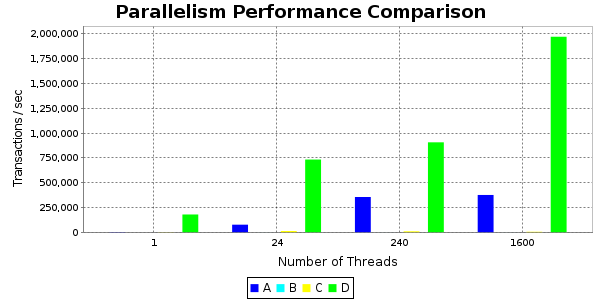 Parallelism Performance Comparison
2,000,000
1,750,000
1,500,000
1,250,000
1,000,000
750,000
500,000
250,000
0
Transactions / sec
1 24 240 1600
Number of Threads
A B C D